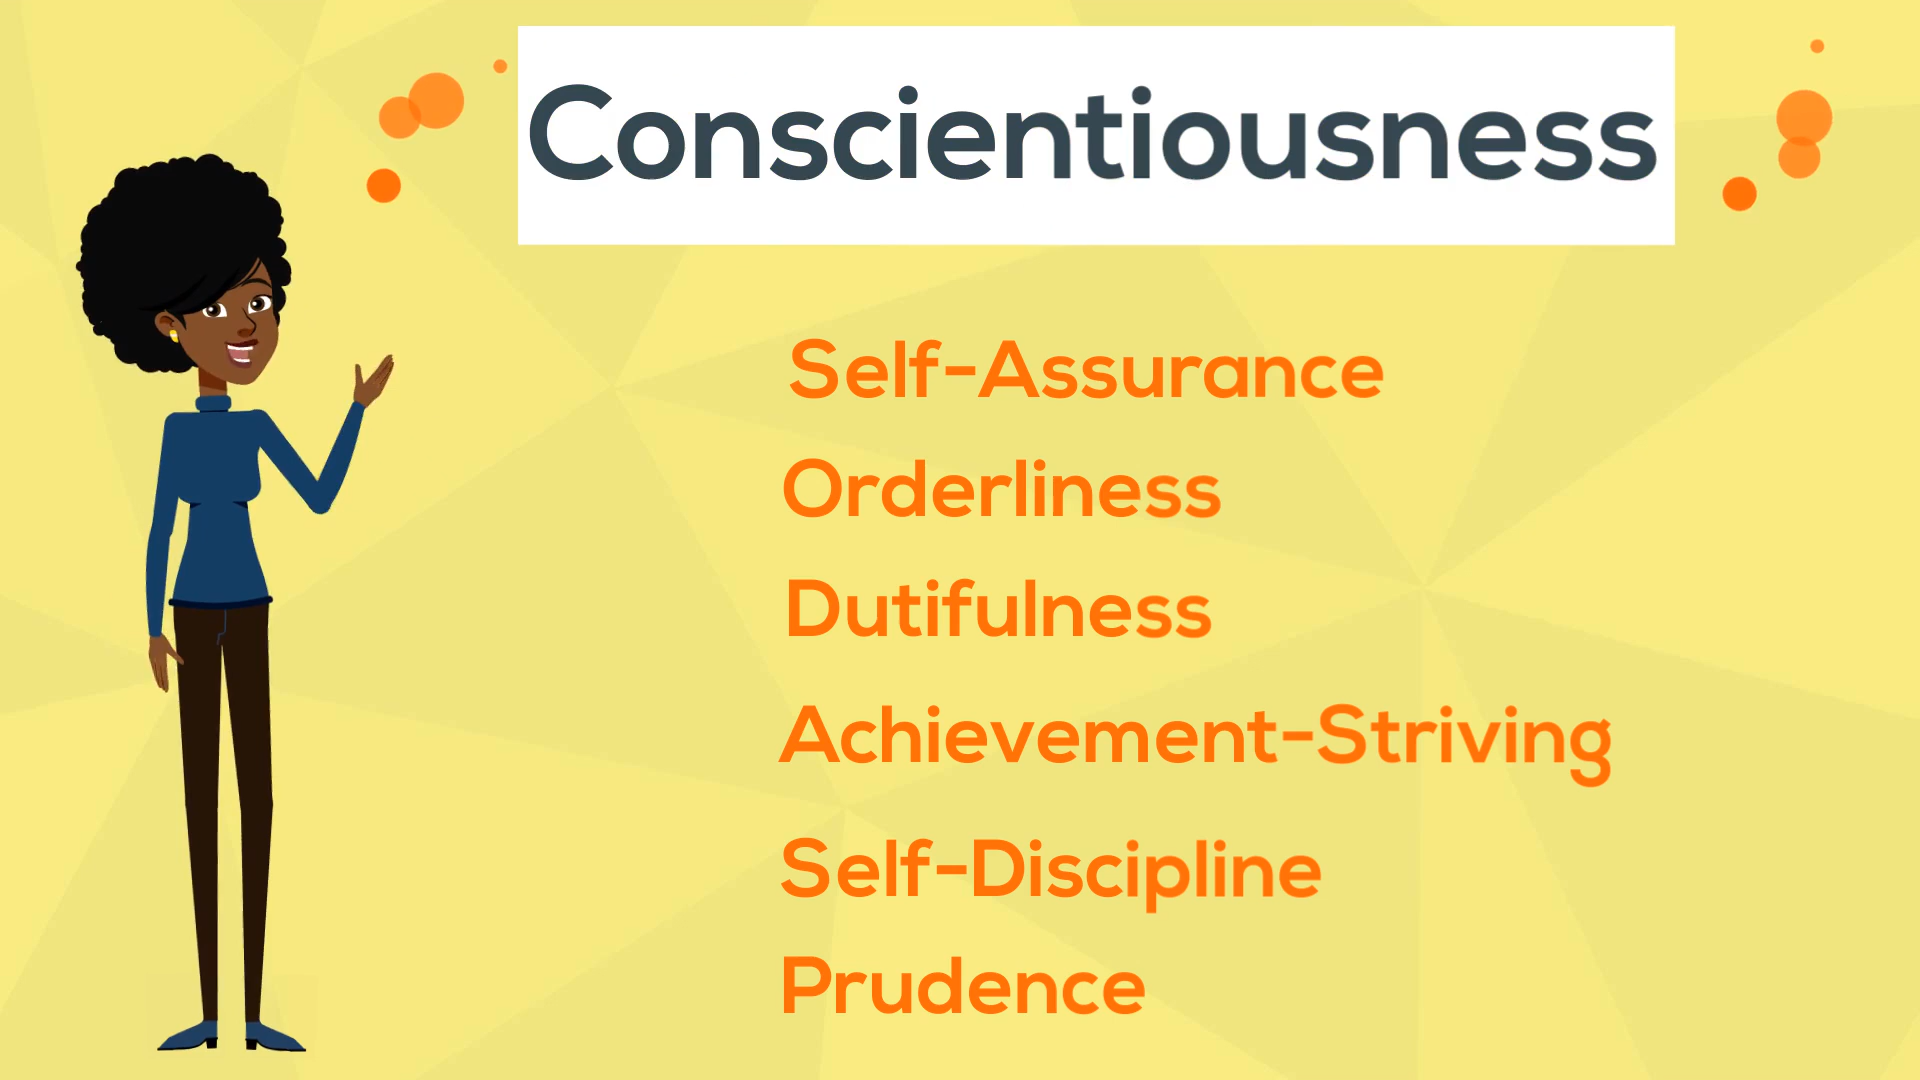 Conscientiousness
Self-Assurance
Orderliness
Dutifulness
Achievement-Striving
Self-Discipline
Prudence